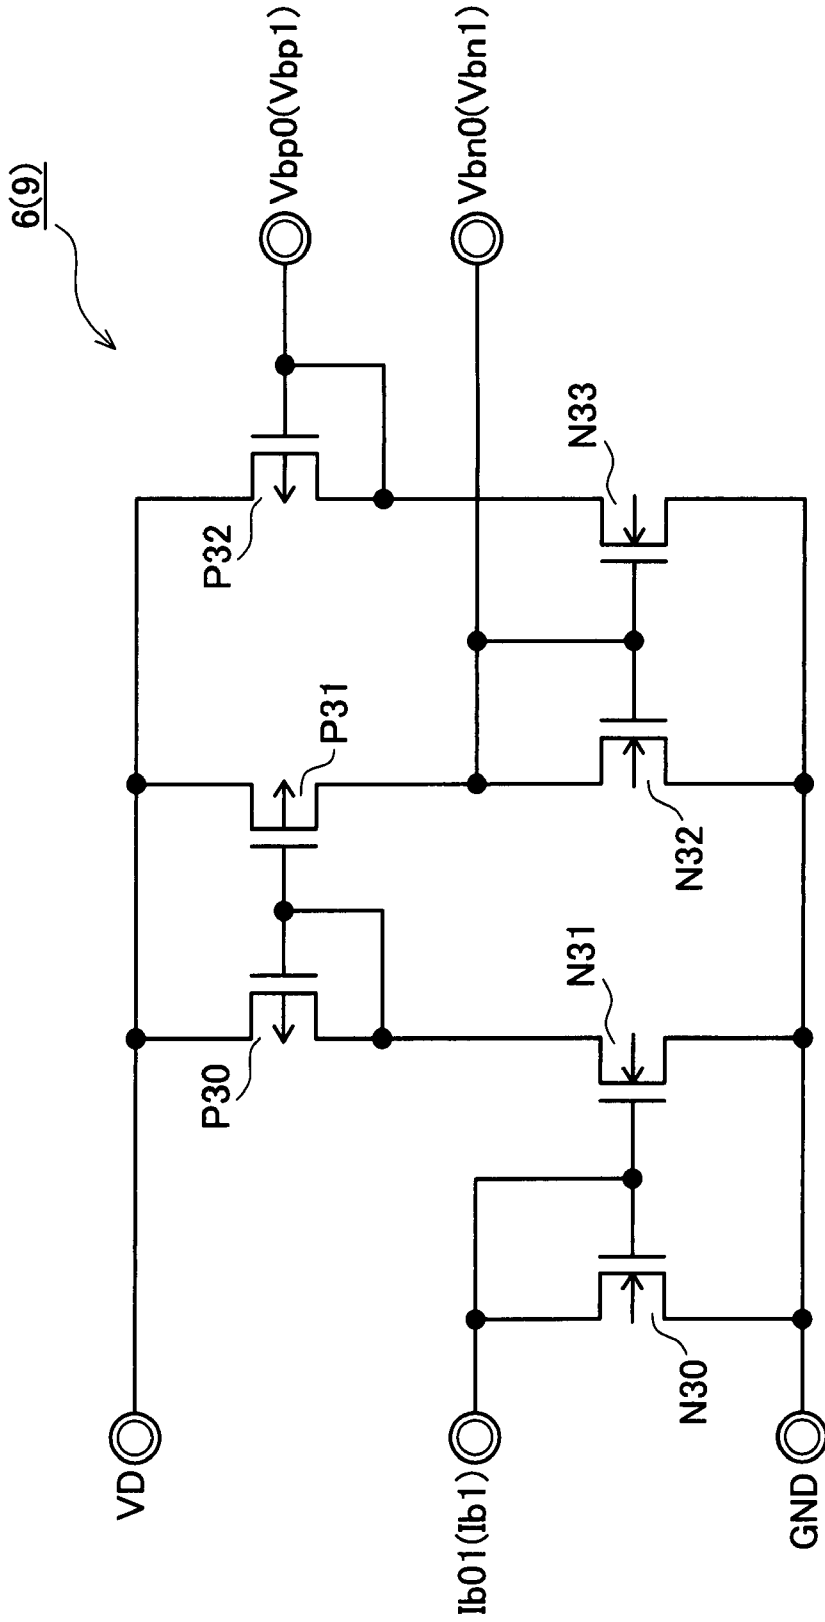 6(9)
VD
Ib01(Ib1)
GND
Vbp0(Vbp1)
Vbn0(Vbn1)
P30
P31
P32
N30
N31
N32
N33